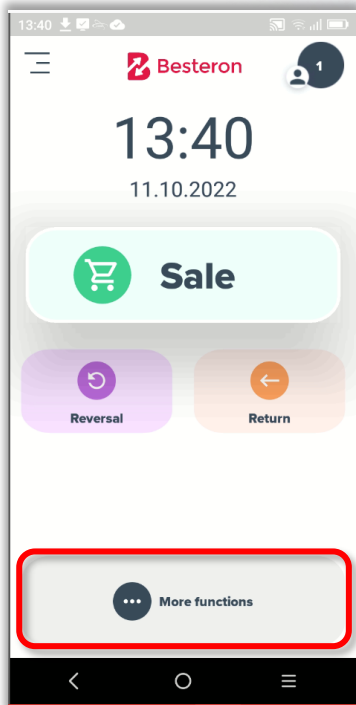 13:40
Besteron
1
13:40
11.10.2022
Sale
Reversal
Return
More functions